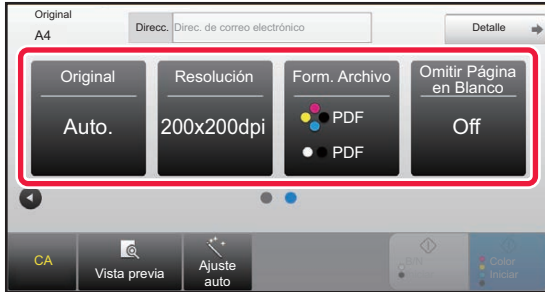 Original
A4
Direcc. Direc. de correo electrónico
Detalle
Original
Auto.
Resolución
200x200dpi
Form. Archivo
PDF
PDF
Omitir Página
en Blanco
Off
CA
Vista previa
Ajuste
auto
B/N
Color
Iniciar